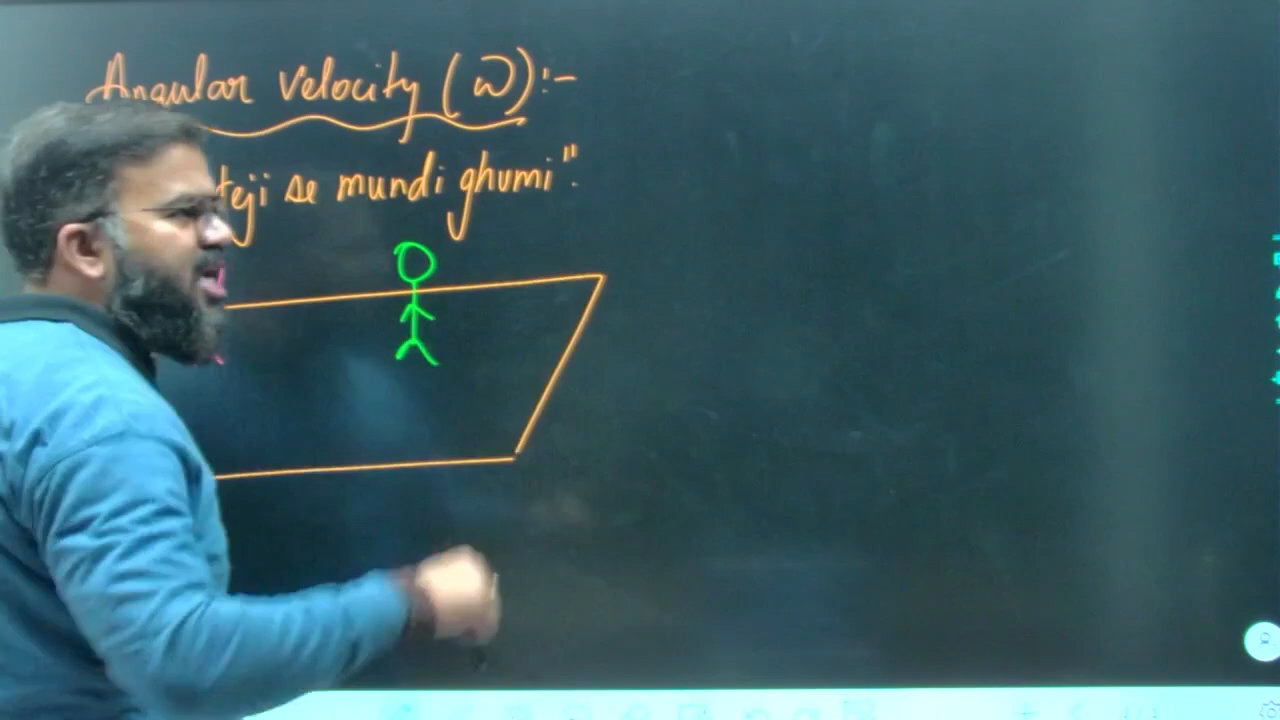 Angular velocity (ω):-
teji se mundi ghumi".